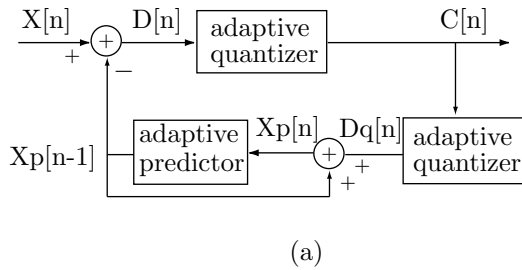 X[n]
D[n]
adaptive
quantizer
C[n]
+
+
−
Xp[n-1]
adaptive
predictor
Xp[n]
+
Dq[n]
+
+
adaptive
quantizer
(a)